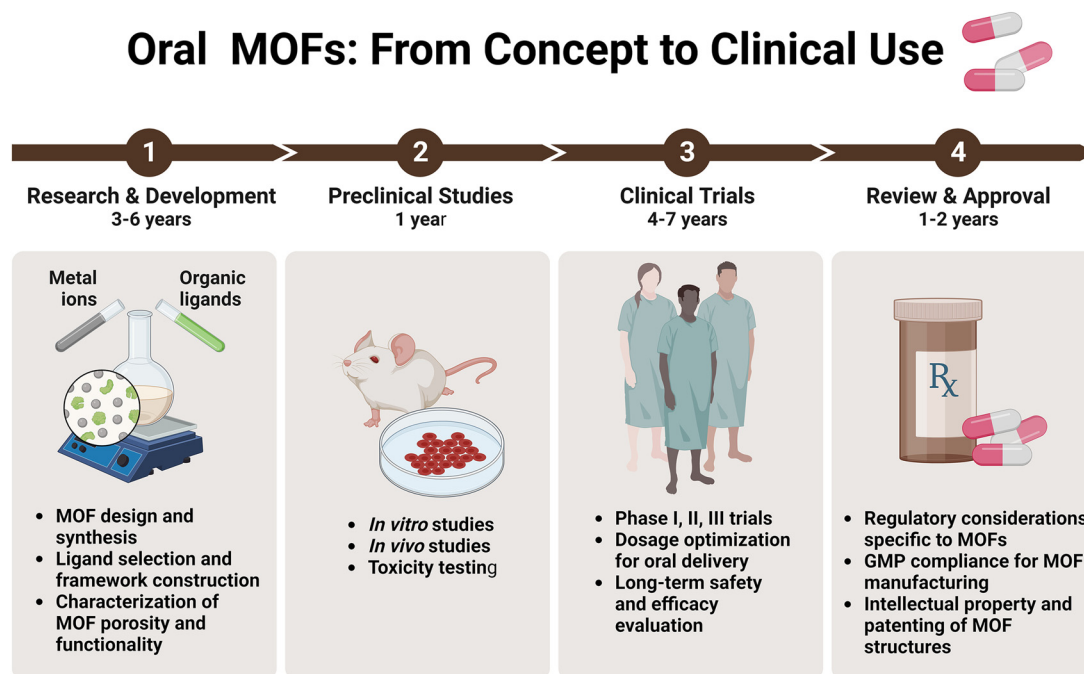 Oral MOFs: From Concept to Clinical Use
1
Research & Development
3-6 years
Metal
ions
Organic
ligands
• MOF design and
synthesis
• Ligand selection and
framework construction
• Characterization of
MOF porosity and
functionality
2
Preclinical Studies
1 year
• In vitro studies
• In vivo studies
• Toxicity testing
3
Clinical Trials
4-7 years
• Phase I, II, III trials
• Dosage optimization
for oral delivery
• Long-term safety
and efficacy
evaluation
4
Review & Approval
1-2 years
Rx
• Regulatory considerations
specific to MOFs
• GMP compliance for MOF
manufacturing
• Intellectual property and
patenting of MOF
structures